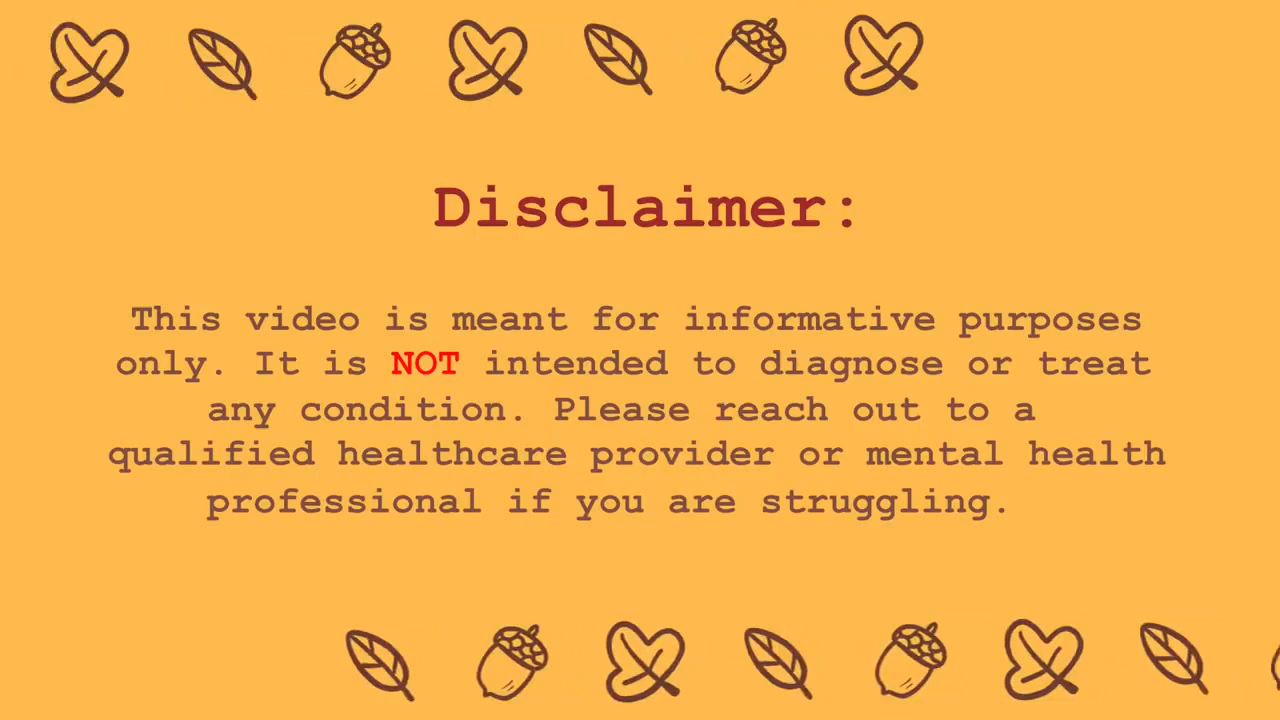 Disclaimer:
This video is meant for informative purposes
only. It is NOT intended to diagnose or treat
any condition. Please reach out to a
qualified healthcare provider or mental health
professional if you are struggling.